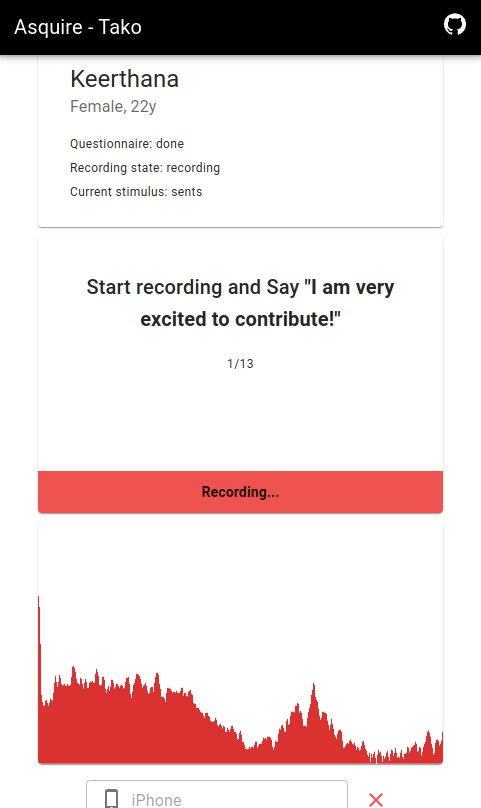 Asquire - Tako
Keerthana
Female, 22y
Questionnaire: done
Recording state: recording
Current stimulus: sents
Start recording and Say "I am very
excited to contribute!"
1/13
Recording...
iPhone